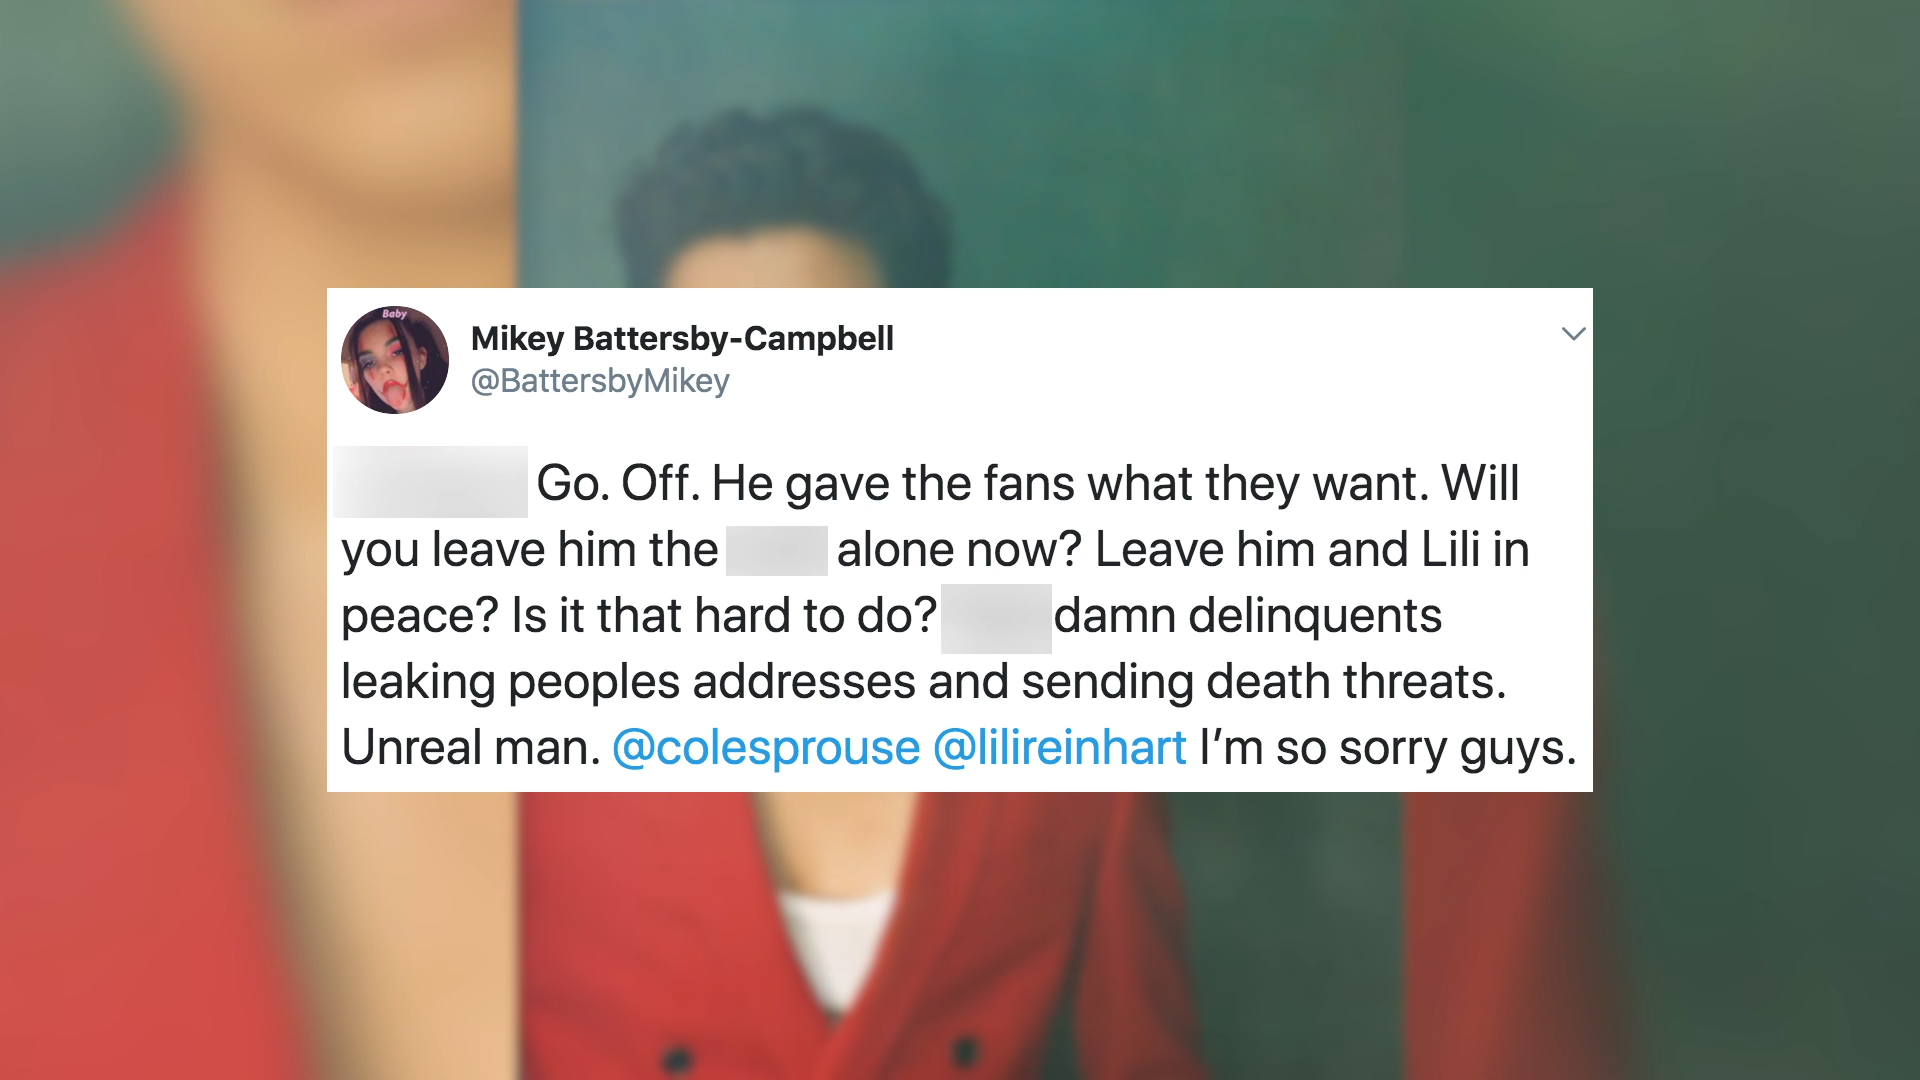 Baby
Mikey Battersby-Campbell
@BattersbyMikey
Go. Off. He gave the fans what they want. Will
you leave him the alone now? Leave him and Lili in
peace? Is it that hard to do? damn delinquents
leaking peoples addresses and sending death threats.
Unreal man. @colesprouse @lilireinhart I’m so sorry guys.